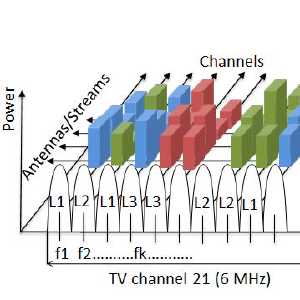 Channels
Power
Antennas/Streams
L1 L2 L1 L3 L3 L2 L2 L1
f1 f2..........fk............
TV channel 21 (6 MHz)